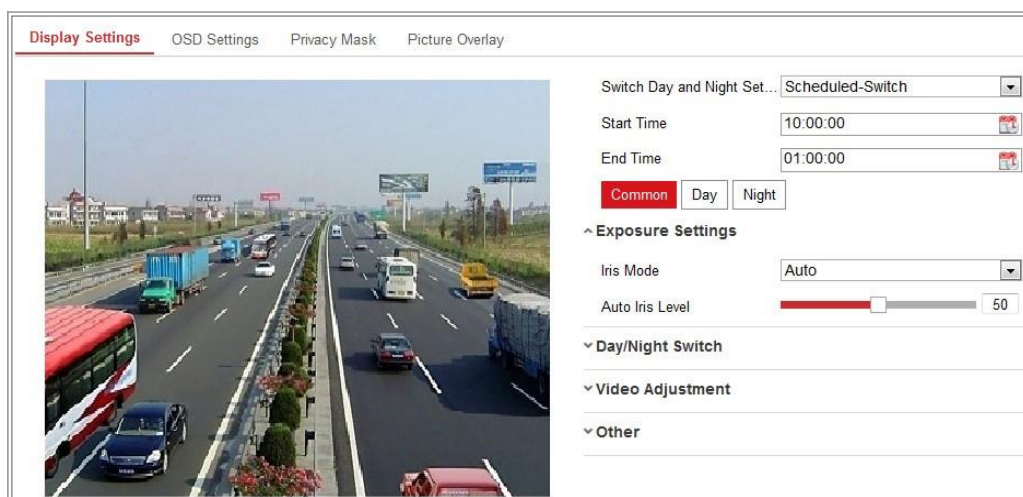 Display Settings OSD Settings Privacy Mask Picture Overlay
Switch Day and Night Set... Scheduled-Switch
Start Time 10:00:00
End Time 01:00:00
Common Day Night
Exposure Settings
Iris Mode Auto
Auto Iris Level 50
Day/Night Switch
Video Adjustment
Other